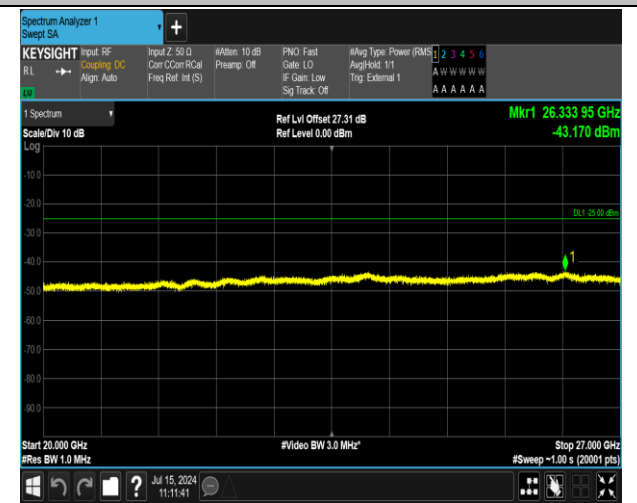 Spectrum Analyzer 1
Swept SA
KEYSIGHT
RL
Input: RF
Coupling: DC
Align: Auto
Input Z: 50 Ω
Corr CCorr RCal
Freq Ref: Int (S)
#Atten: 10 dB
Preamp: Off
PNO: Fast
Gate: LO
IF Gain: Low
Sig Track: Off
#Avg Type: Power (RMS
Avg|Hold: 1/1
Trig: External 1
1 2 3 4 5 6
A W W W W W
A A A A A A
1 Spectrum
Scale/Div 10 dB
Ref Lvl Offset 27.31 dB
Ref Level 0.00 dBm
Mkr1 26.333 95 GHz
-43.170 dBm
Log
-10.0
-20.0
DL1 -25.00 dBm
-30.0
-40.0
1
-50.0
-60.0
-70.0
-80.0
-90.0
Start 20.000 GHz
#Res BW 1.0 MHz
#Video BW 3.0 MHz*
Stop 27.000 GHz
#Sweep ~1.00 s (20001 pts)
?
Jul 15, 2024
11:11:41